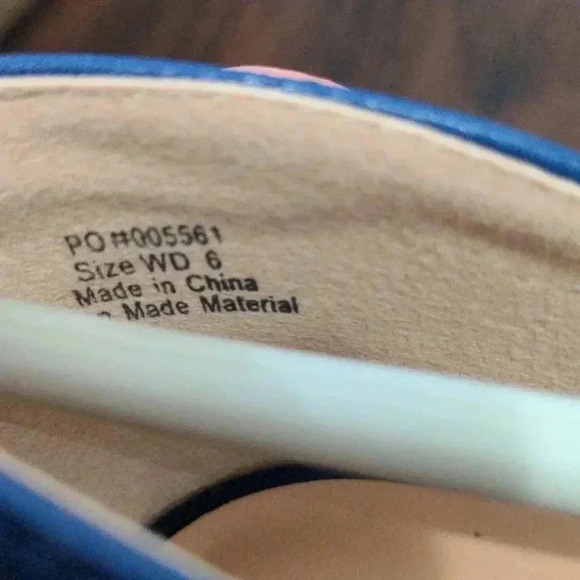 PO #005561
Size WD 6
Made in China
Made Material